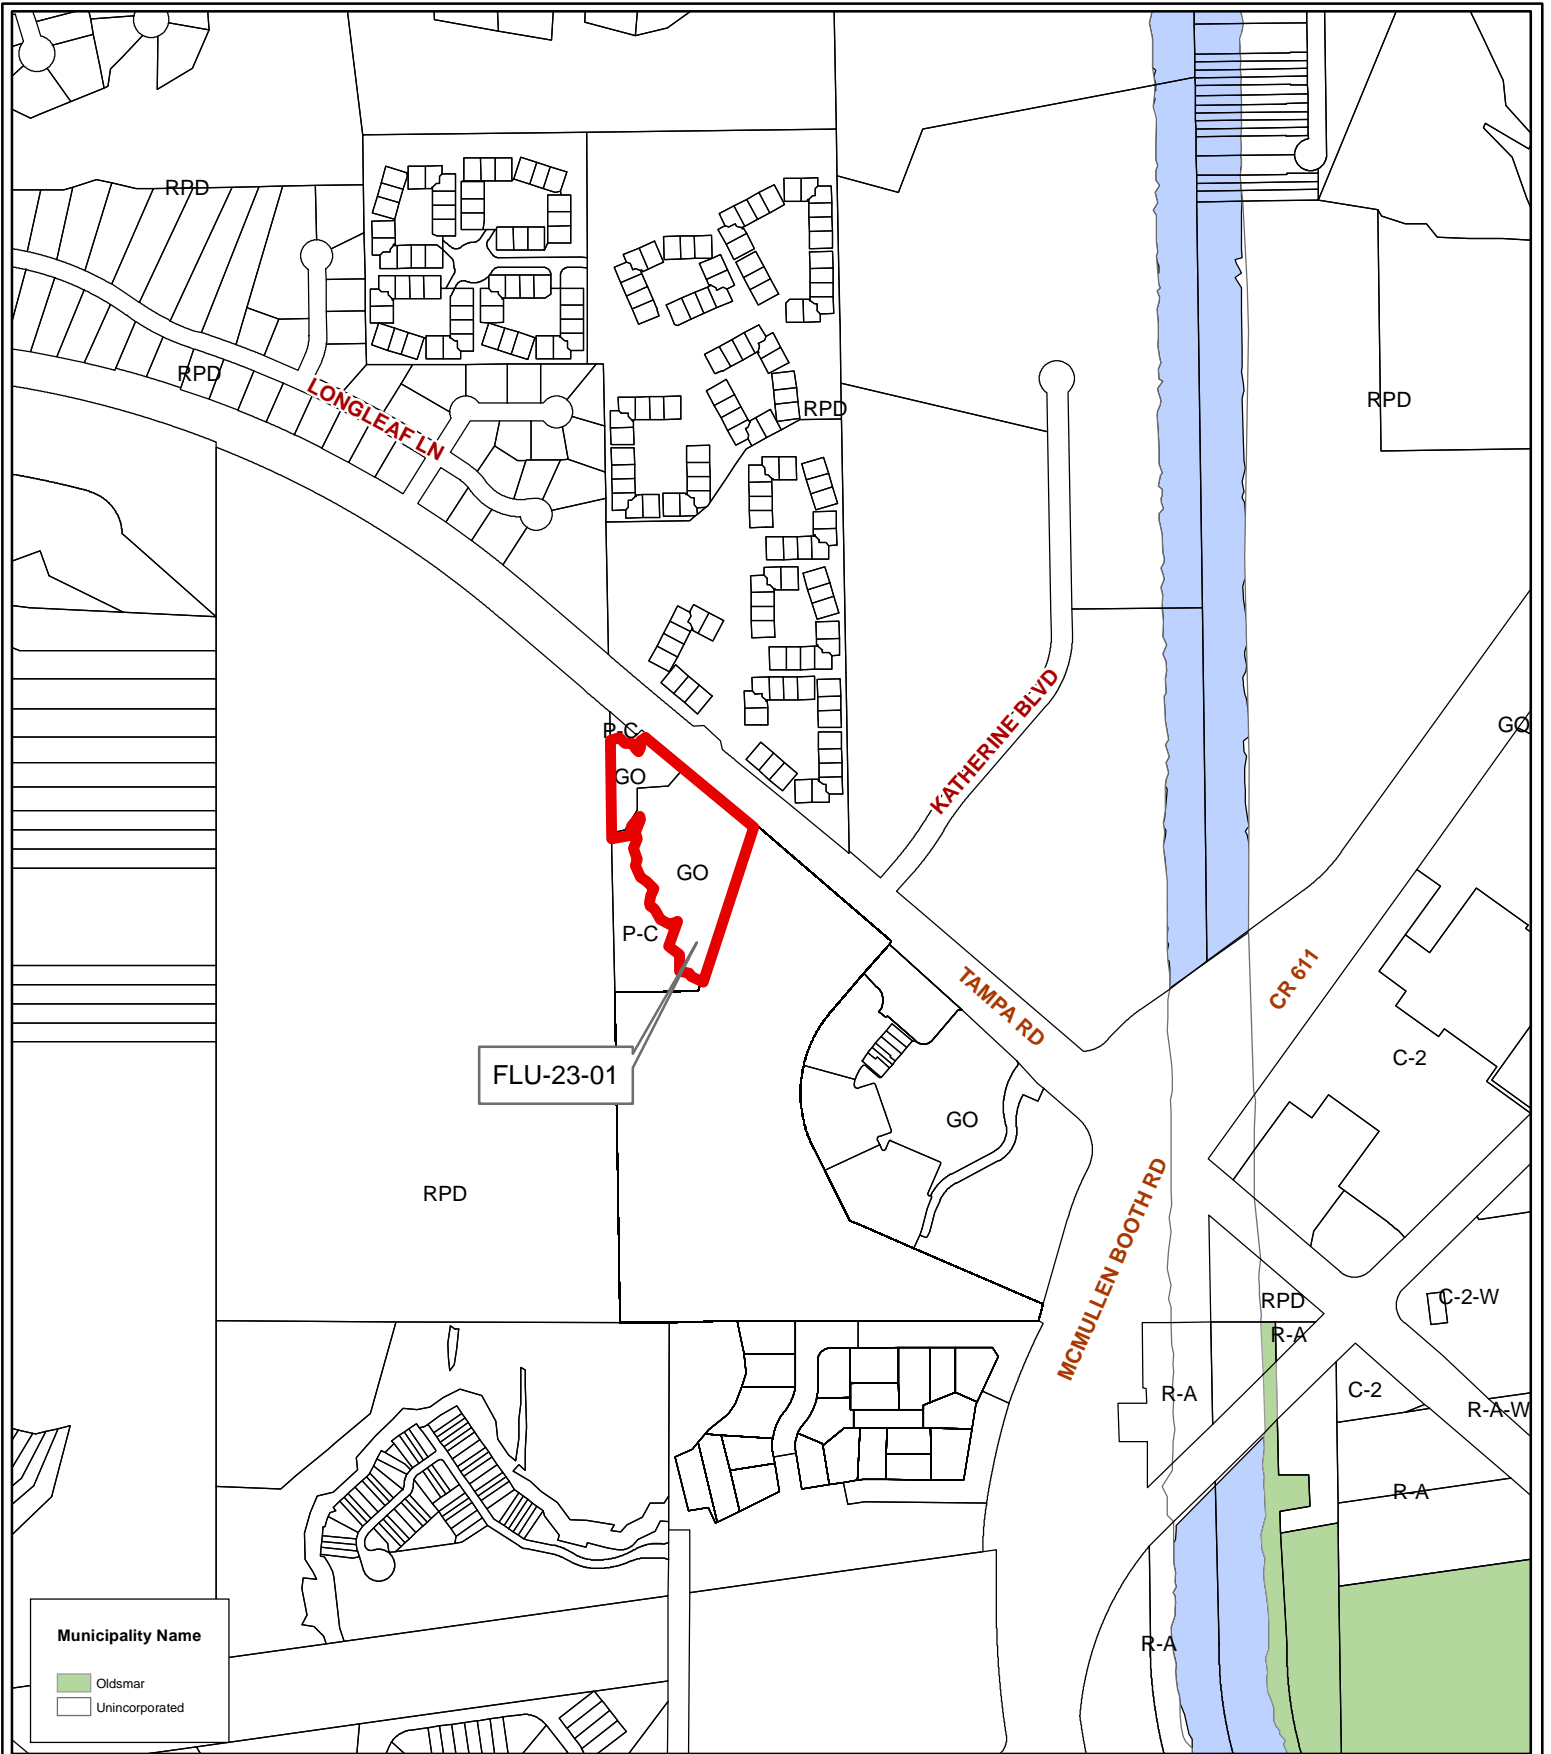 RPD
RPD
LONGLEAF LN
RPD
RPD
KATHERINE BLVD
GO
P-C
GO
GO
P-C
TAMPA RD
CR 611
C-2
FLU-23-01
GO
RPD
MCMULLEN BOOTH RD
RPD
C-2-W
R-A
R-A
C-2
R-A-W
R-A
R-A
Municipality Name
Oldsmar
Unincorporated